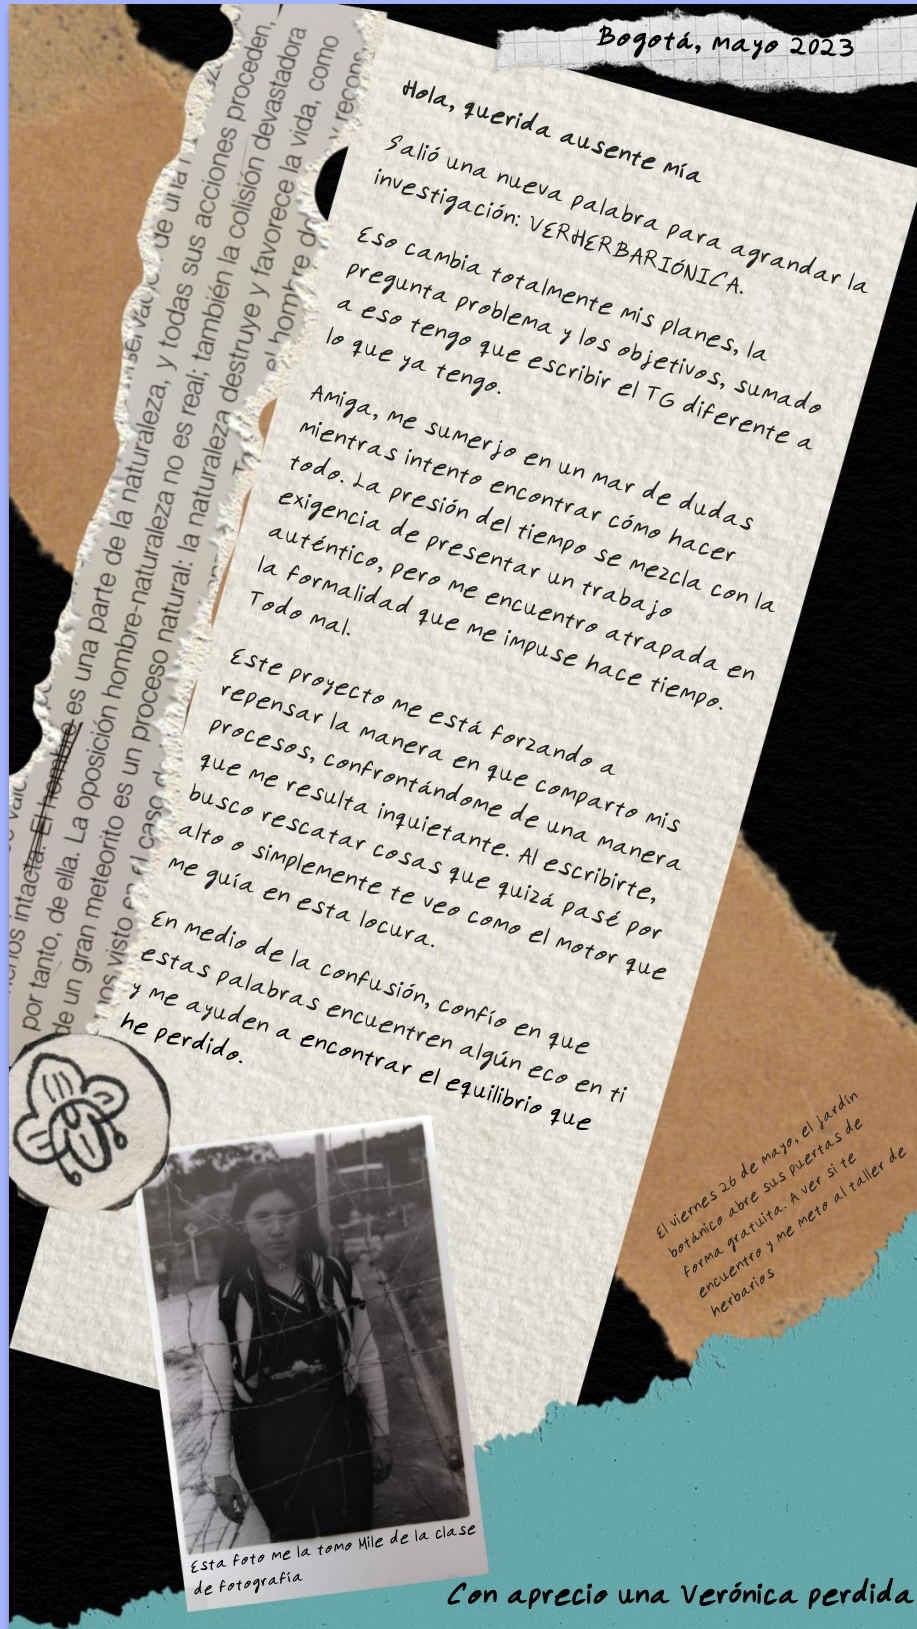 Bogotá, mayo 2023
Hola, querida ausente mía
Salió una nueva palabra para agrandar la
investigación: VERHERBARIÓNICA.
Eso cambia totalmente mis planes, la
pregunta problema y los objetivos, sumado
a eso tengo que escribir el TG diferente a
lo que ya tengo.
Amiga, me sumerjo en un mar de dudas
mientras intento encontrar cómo hacer
todo. La presión del tiempo se mezcla con la
exigencia de presentar un trabajo
auténtico, pero me encuentro atrapada en
la formalidad que me impuse hace tiempo.
Todo mal.
Este proyecto me está forzando a
repensar la manera en que comparto mis
procesos, confrontándome de una manera
que me resulta inquietante. Al escribirte,
busco rescatar cosas que quizá pasé por
alto o simplemente te veo como el motor que
me guía en esta locura.
En medio de la confusión, confío en que
estas palabras encuentren algún eco en ti
y me ayuden a encontrar el equilibrio que
he perdido.
de una
intacta. El hombre es una parte de la naturaleza, y todas sus acciones proceden,
por tanto, de ella. La oposición hombre-naturaleza no es real; también la colisión devastadora
de un gran meteorito es un proceso natural: la naturaleza destruye y favorece la vida, como
visto en el caso
el hombre
y
El viernes 26 de mayo, el jardín
botánico abre sus puertas de
forma gratuita. A ver si te
encuentro y me meto al taller de
herbarios
Esta foto me la tomo Mile de la clase
de fotografía
Con aprecio una Verónica perdida